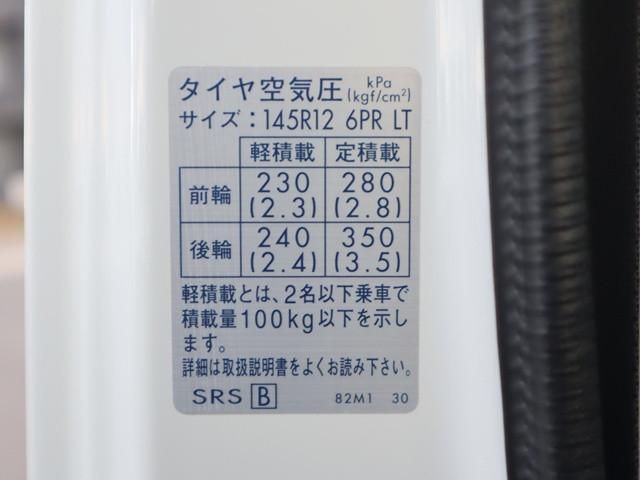 タイヤ空気圧 kPa (kgf/cm²)
サイズ：145R12 6PR LT
軽積載 定積載
前輪 230 (2.3) 280 (2.8)
後輪 240 (2.4) 350 (3.5)
軽積載とは、2名以下乗車で
積載量100kg以下を示し
ます。
詳細は取扱説明書をよくお読み下さい。
SRS B 82M1 30